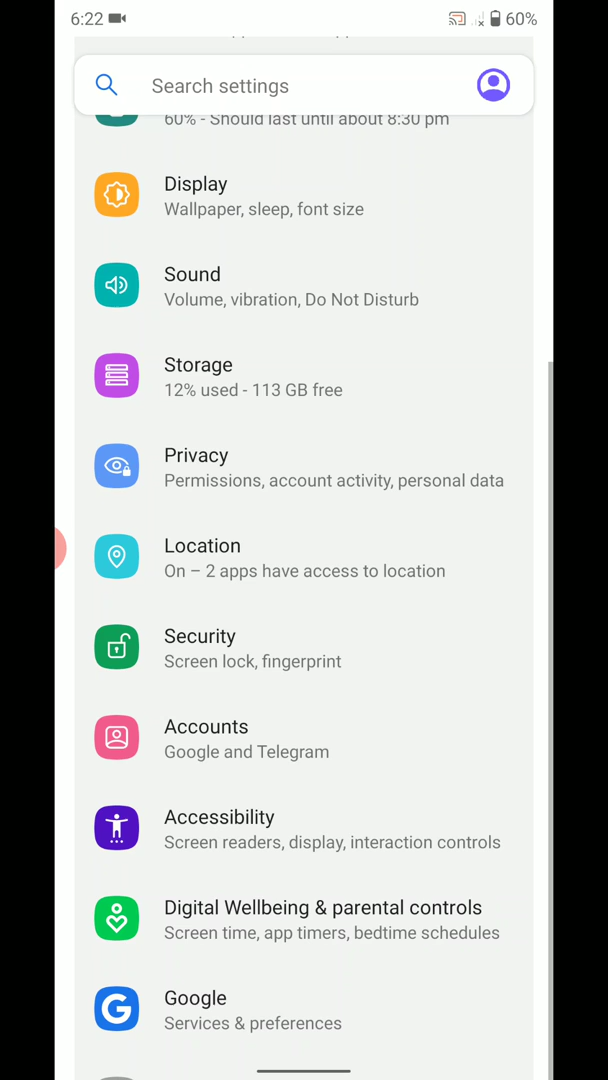 6:22
60%
Search settings
60% - Should last until about 8:30 pm
Display
Wallpaper, sleep, font size
Sound
Volume, vibration, Do Not Disturb
Storage
12% used - 113 GB free
Privacy
Permissions, account activity, personal data
Location
On – 2 apps have access to location
Security
Screen lock, fingerprint
Accounts
Google and Telegram
Accessibility
Screen readers, display, interaction controls
Digital Wellbeing & parental controls
Screen time, app timers, bedtime schedules
Google
Services & preferences